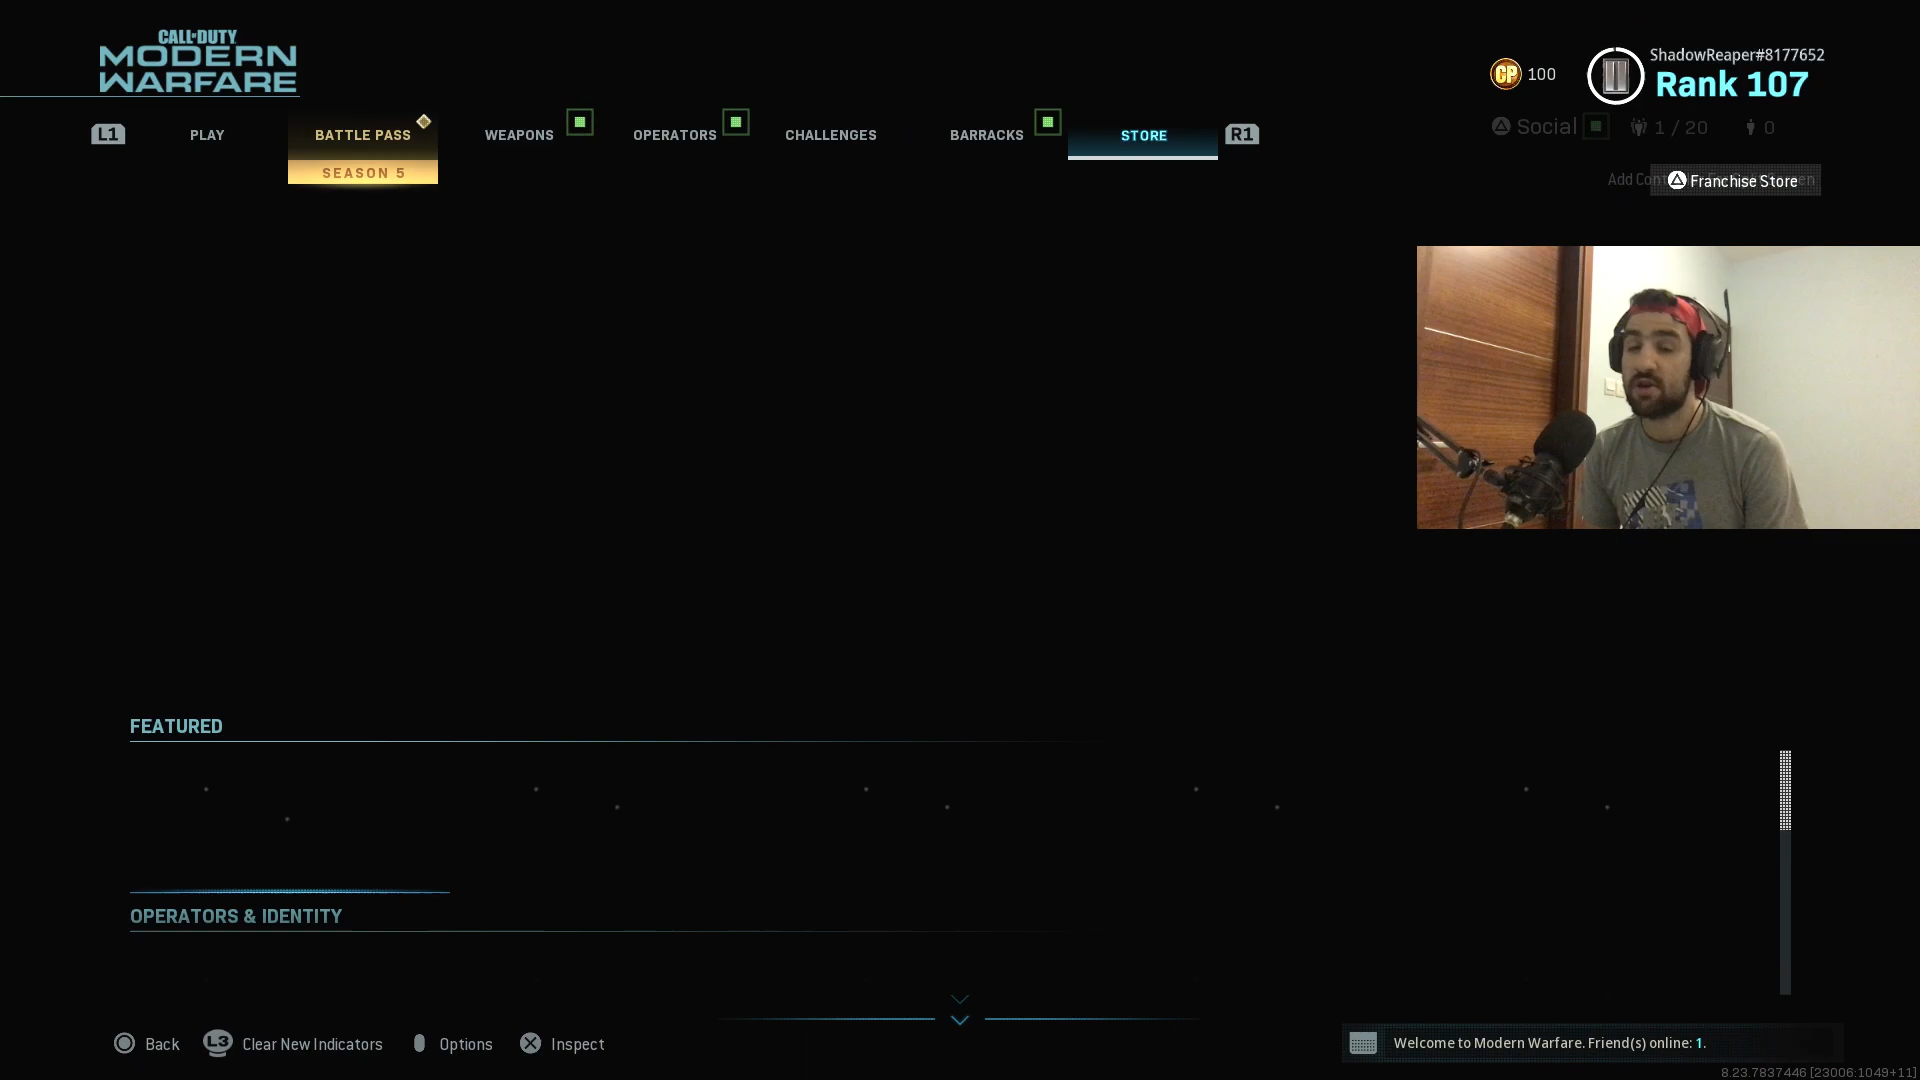 CALL OF DUTY
MODERN
WARFARE
CP 100
ShadowReaper#8177652
Rank 107
L1
PLAY
BATTLE PASS
SEASON 5
WEAPONS
OPERATORS
CHALLENGES
BARRACKS
STORE
R1
Social
1 / 20
0
Add
Franchise Store
FEATURED
OPERATORS & IDENTITY
Back
L3 Clear New Indicators
Options
Inspect
Welcome to Modern Warfare. Friend(s) online: 1.
8.23.7837446 [23006:1049+11]